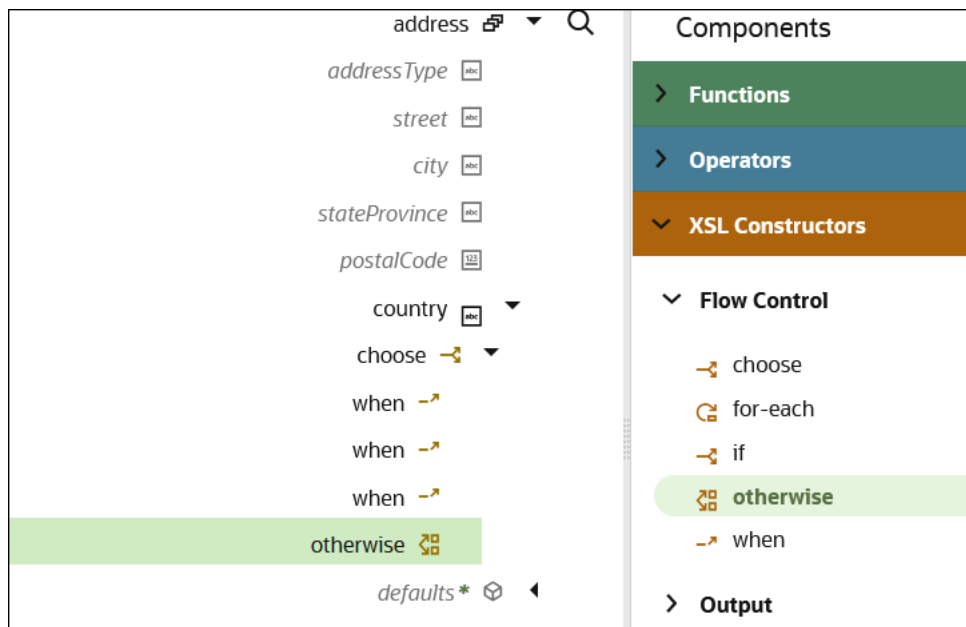 address
addressType
street
city
stateProvince
postalCode
country
choose
when
when
when
otherwise
defaults *
Components
Functions
Operators
XSL Constructors
Flow Control
choose
for-each
if
otherwise
when
Output